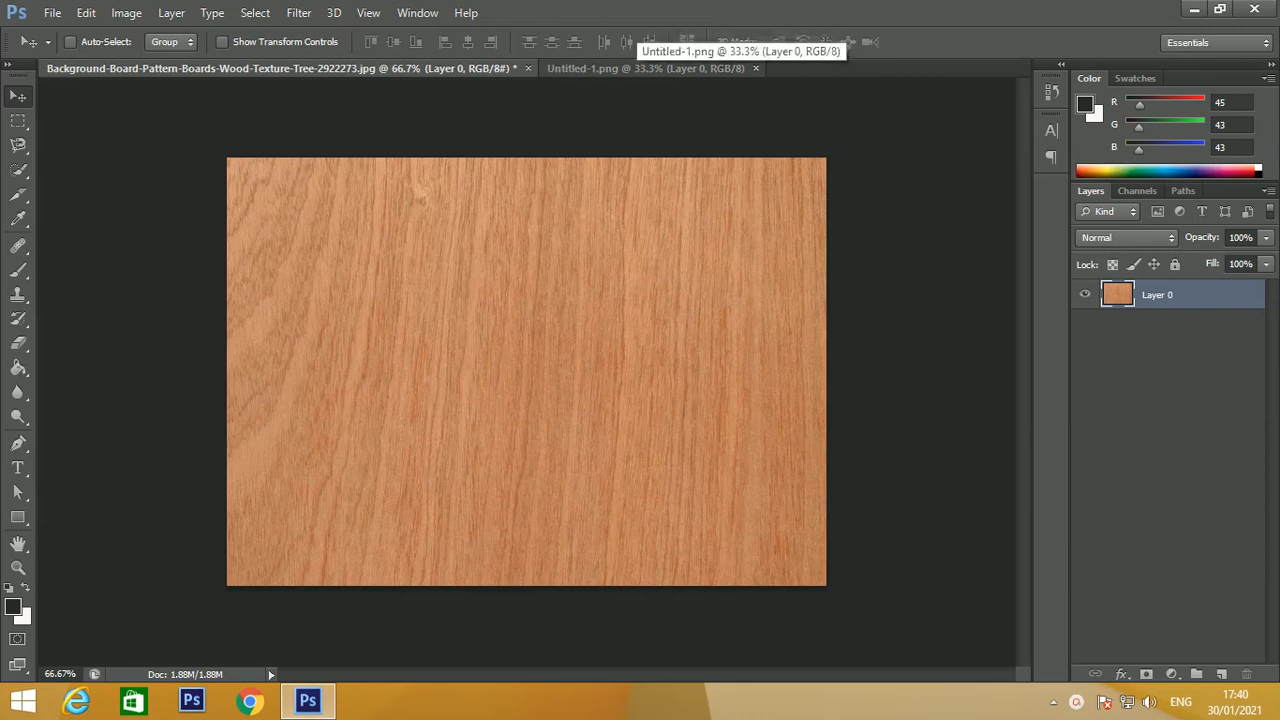 Ps File Edit Image Layer Type Select Filter 3D View Window Help
Auto-Select: Group Show Transform Controls Essentials
Untitled-1.png @ 33.3% (Layer 0, RGB/8)
Background-Board-Pattern-Boards-Wood-Texture-Tree-2922273.jpg @ 66.7% (Layer 0, RGB/8#) * Untitled-1.png @ 33.3% (Layer 0, RGB/8)
Color Swatches
R 45
G 43
B 43
Layers Channels Paths
Kind
Normal Opacity: 100%
Lock: Fill: 100%
Layer 0
66.67% Doc: 1.88M/1.88M
Ps Ps ENG 17:40
30/01/2021